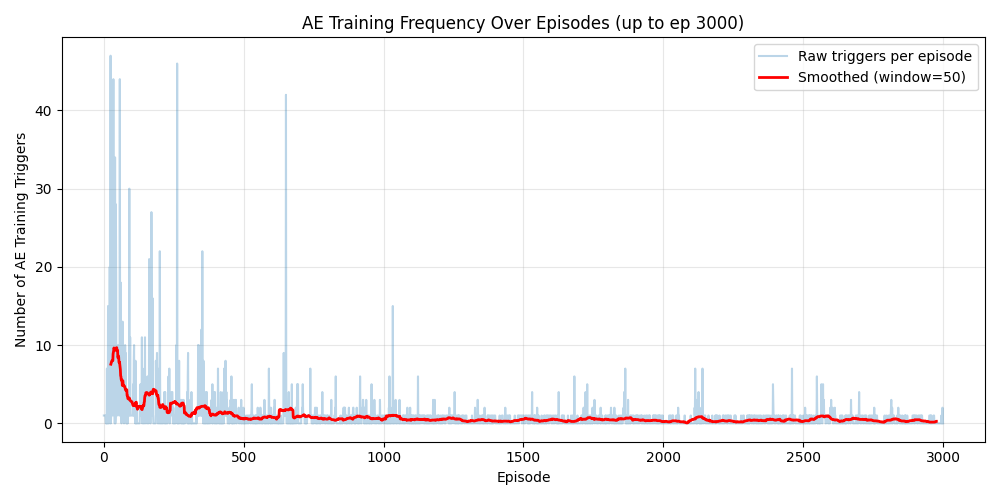 AE Training Frequency Over Episodes (up to ep 3000)
Raw triggers per episode
Smoothed (window=50)
Number of AE Training Triggers
40
30
20
10
0
0 500 1000 1500 2000 2500 3000
Episode